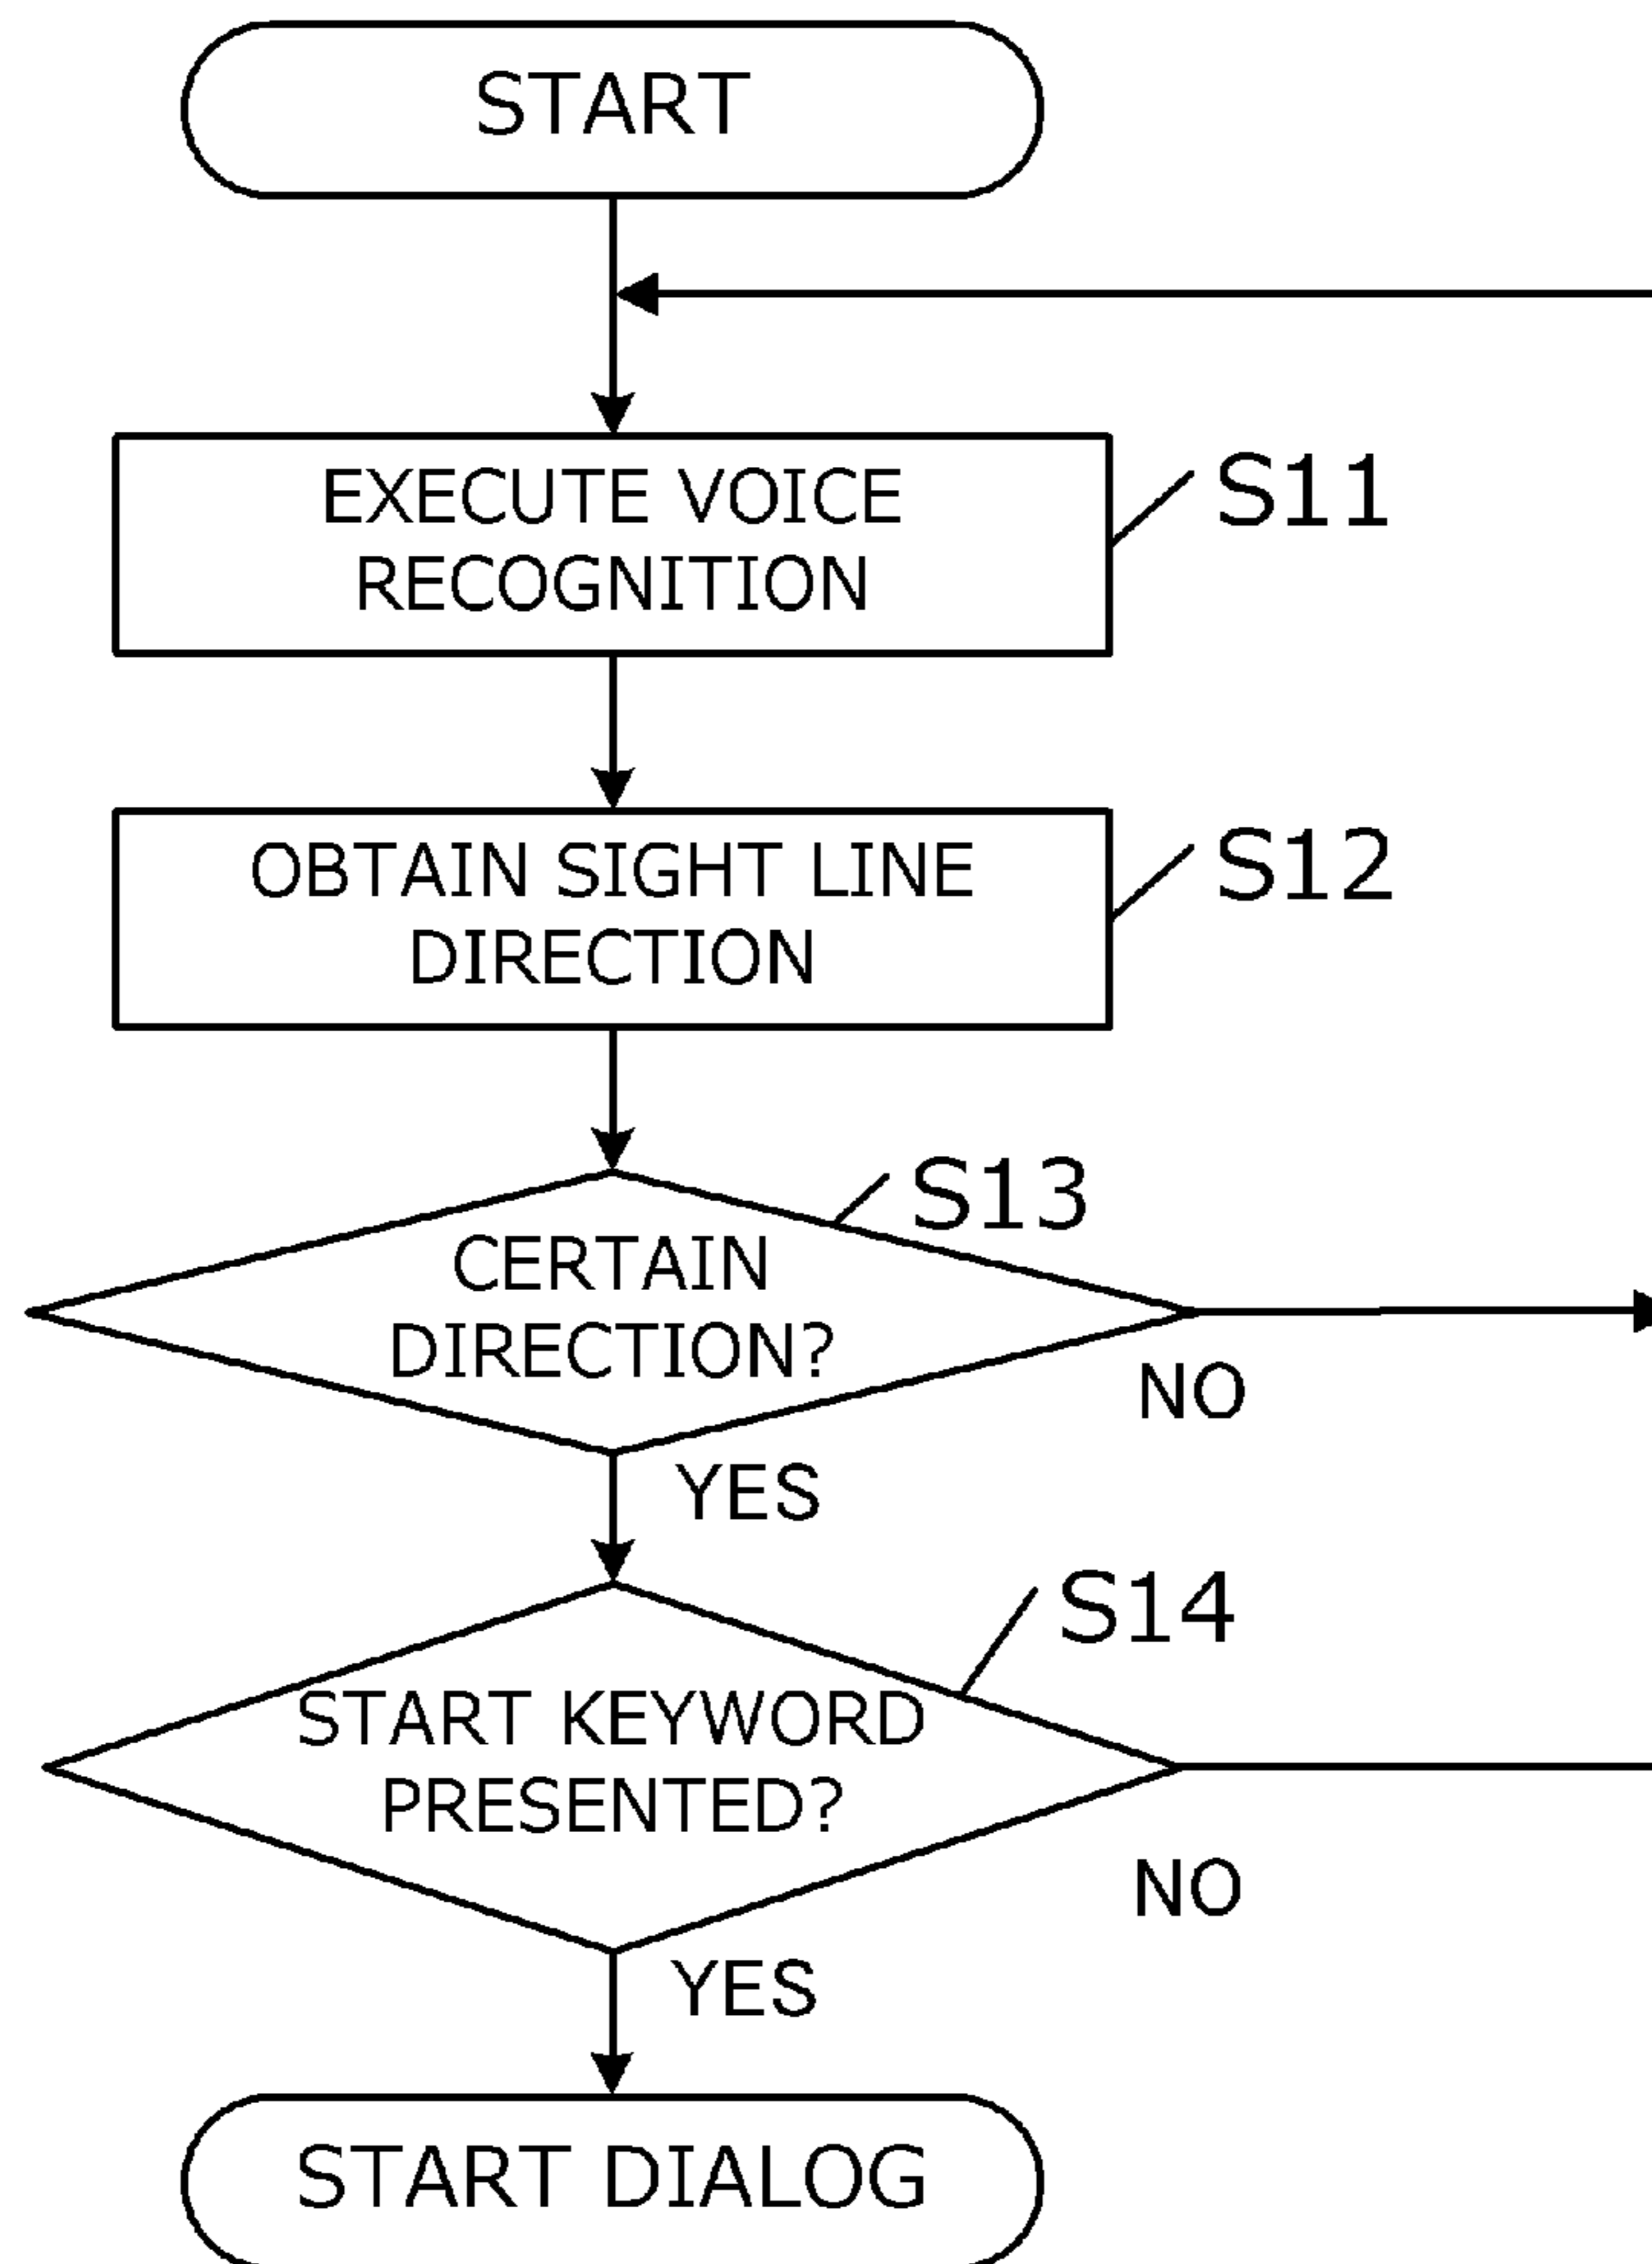 START
EXECUTE VOICE
RECOGNITION
S11
OBTAIN SIGHT LINE
DIRECTION
S12
S13
CERTAIN
DIRECTION?
NO
YES
S14
START KEYWORD
PRESENTED?
NO
YES
START DIALOG